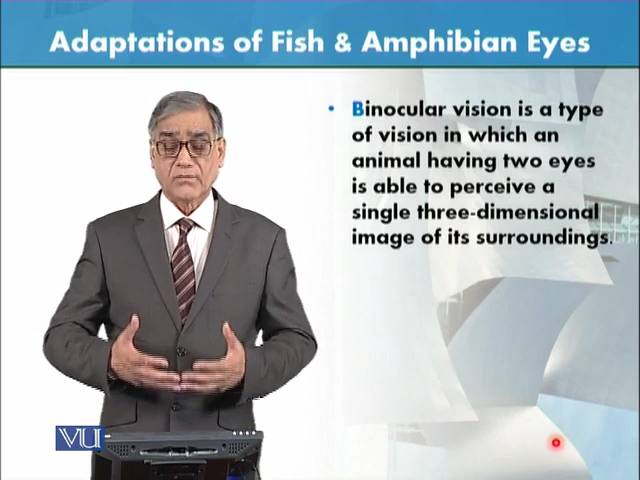 Adaptations of Fish & Amphibian Eyes
• Binocular vision is a type
of vision in which an
animal having two eyes
is able to perceive a
single three-dimensional
image of its surroundings.
VU